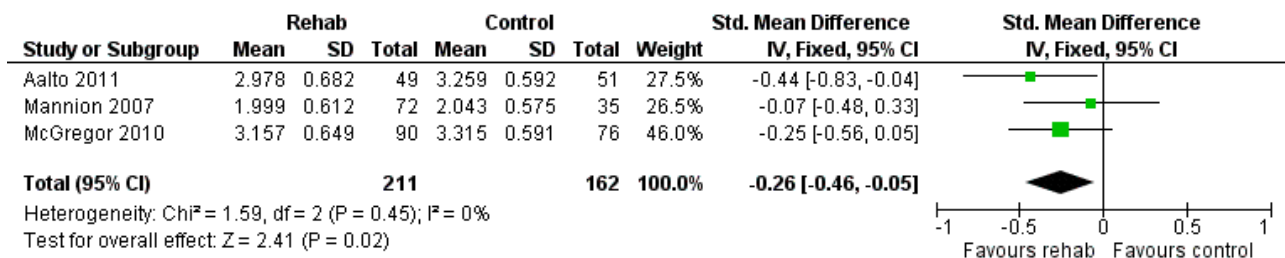 Rehab Control Std. Mean Difference Std. Mean Difference
Study or Subgroup Mean SD Total Mean SD Total Weight IV, Fixed, 95% CI IV, Fixed, 95% CI
Aalto 2011 2.978 0.682 49 3.259 0.592 51 27.5% -0.44 [-0.83, -0.04]
Mannion 2007 1.999 0.612 72 2.043 0.575 35 26.5% -0.07 [-0.48, 0.33]
McGregor 2010 3.157 0.649 90 3.315 0.591 76 46.0% -0.25 [-0.56, 0.05]
Total (95% CI) 211 162 100.0% -0.26 [-0.46, -0.05]
Heterogeneity: Chi² = 1.59, df = 2 (P = 0.45); I² = 0%
Test for overall effect: Z = 2.41 (P = 0.02)
-1 -0.5 0 0.5 1
Favours rehab Favours control